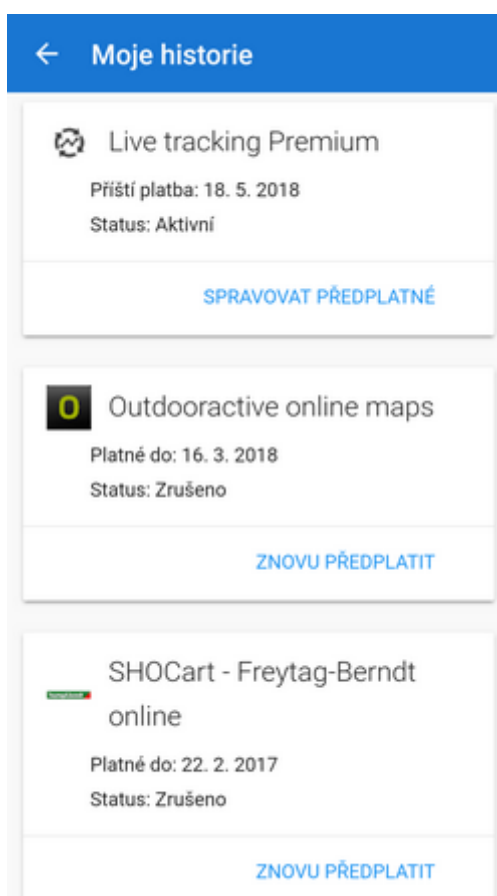 Moje historie
Live tracking Premium
Příští platba: 18. 5. 2018
Status: Aktivní
SPRAVOVAT PŘEDPLATNÉ
O
Outdooractive online maps
Platné do: 16. 3. 2018
Status: Zrušeno
ZNOVU PŘEDPLATIT
SHOCart - Freytag-Berndt
online
Platné do: 22. 2. 2017
Status: Zrušeno
ZNOVU PŘEDPLATIT